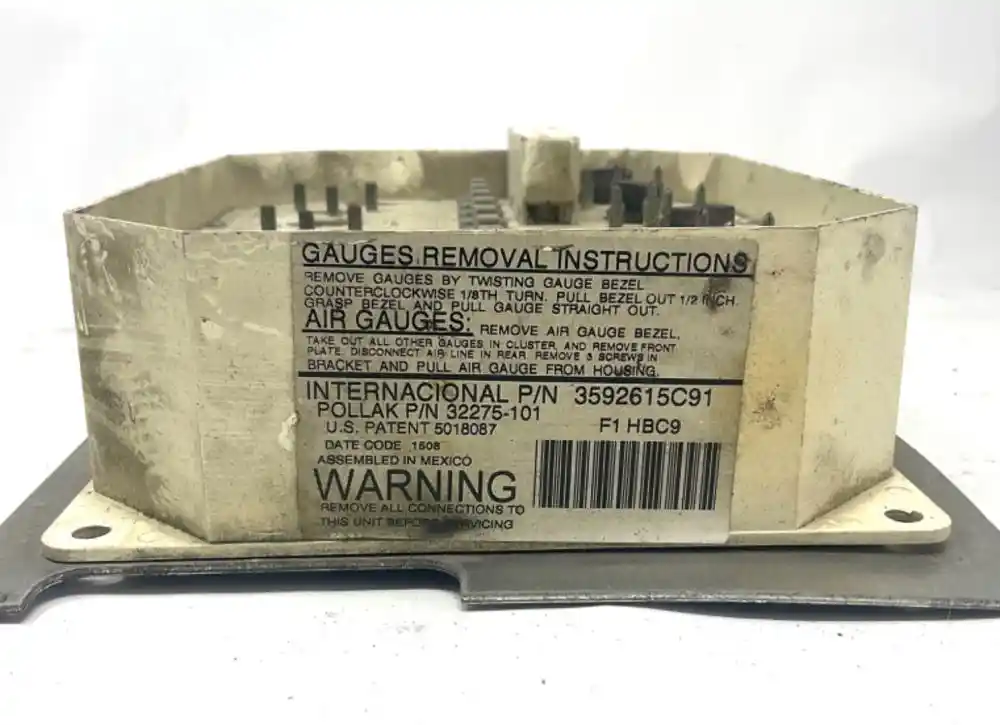 GAUGES REMOVAL INSTRUCTIONS
REMOVE GAUGES BY TWISTING GAUGE BEZEL
COUNTERCLOCKWISE 1/8TH TURN. PULL BEZEL OUT 1/2 INCH.
GRASP BEZEL AND PULL GAUGE STRAIGHT OUT.
AIR GAUGES: REMOVE AIR GAUGE BEZEL,
TAKE OUT ALL OTHER GAUGES IN CLUSTER, AND REMOVE FRONT
PLATE. DISCONNECT AIR LINE IN REAR. REMOVE 3 SCREWS IN
BRACKET AND PULL AIR GAUGE FROM HOUSING.
INTERNACIONAL P/N 3592615C91
POLLAK P/N 32275-101
U.S. PATENT 5018087 F1 HBC9
DATE CODE 1508
ASSEMBLED IN MEXICO
WARNING
REMOVE ALL CONNECTIONS TO
THIS UNIT BEFORE SERVICING